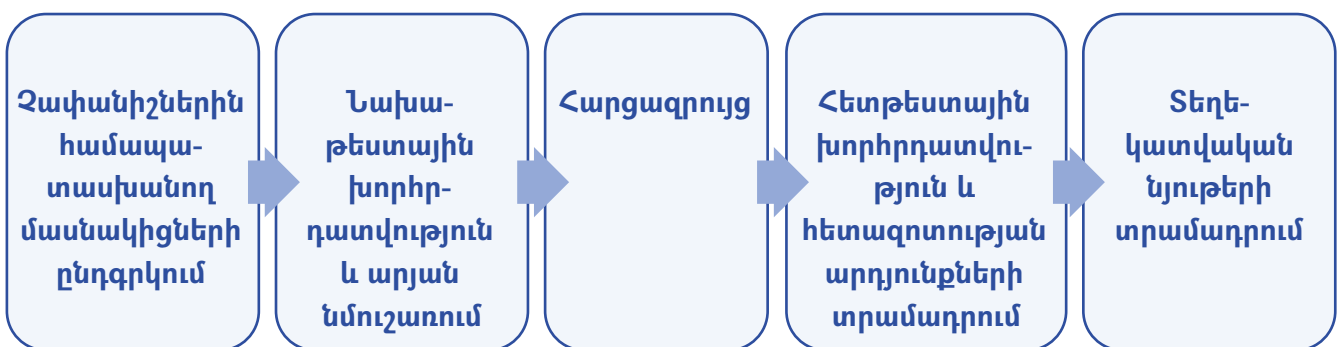 Չափանիշներին
համապա-
տասխանող
մասնակիցների
ընդգրկում
Նախա-
թեստային
խորհր-
դատվություն
և արյան
նմուշառում
Հարցազրույց
Հետթեստային
խորհրդատվու-
թյուն և
հետազոտության
արդյունքների
տրամադրում
Տեղե-
կատվական
նյութերի
տրամադրում